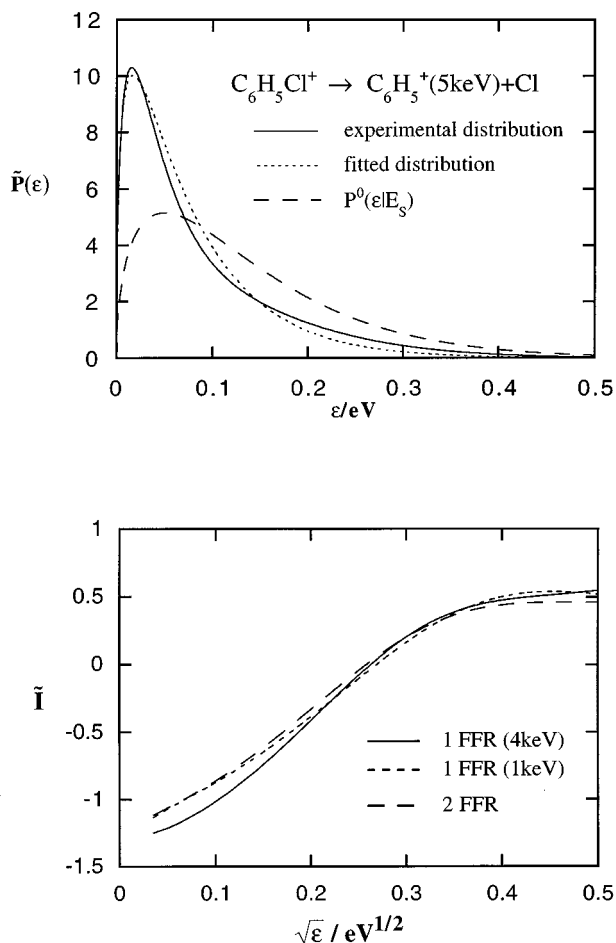 12
10
8
6
4
2
0
P̃(ε)
C₆H₅Cl⁺ → C₆H₅⁺(5keV)+Cl
experimental distribution
fitted distribution
P⁰(ε|E_S)
0 0.1 0.2 0.3 0.4 0.5
ε/eV
1
0.5
0
-0.5
-1
-1.5
Ĩ
1 FFR (4keV)
1 FFR (1keV)
2 FFR
0 0.1 0.2 0.3 0.4 0.5
√ε / eV^1/2